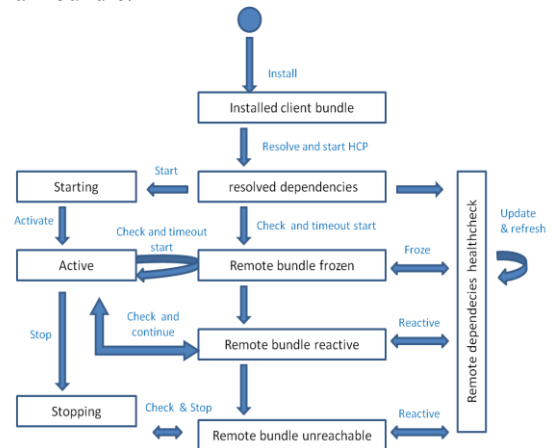 Install
Installed client bundle
Resolve and start HCP
Starting
Start
resolved dependencies
Activate
Check and timeout
start
Check and timeout start
Update
& refresh
Active
Remote bundle frozen
Froze
Remote dependecies healthcheck
Check and
continue
Stop
Remote bundle reactive
Reactive
Stopping
Check & Stop
Remote bundle unreachable
Reactive